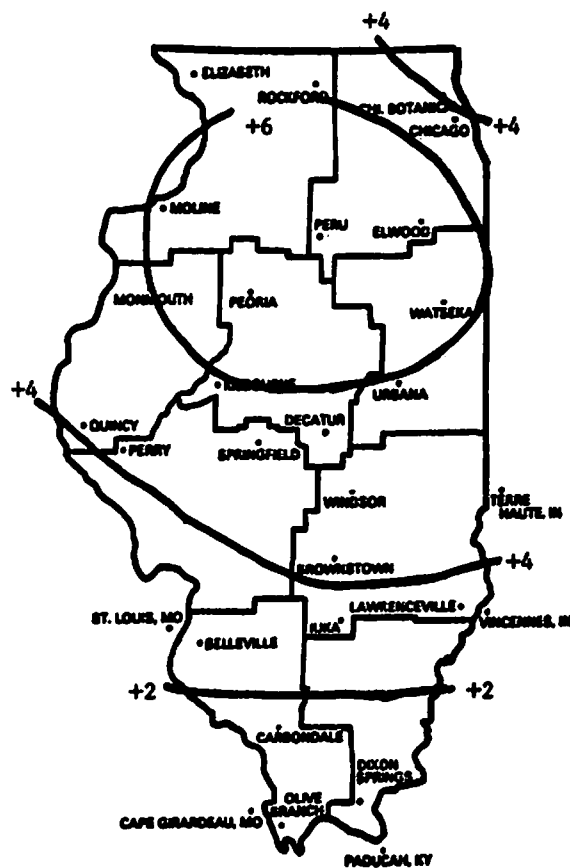 +4
ELIZABETH
ROCKFORD
CHI. BOTANIC
+4
CHICAGO
+6
MOLINE
PERU
ELWOOD
MONMOUTH
PEORIA
WATSEKA
+4
URBANA
QUINCY
DECATUR
PERRY
SPRINGFIELD
WINDSOR
TERRE
HAUTE, IN
BROWNSTOWN
+4
LAWRENCEVILLE
ST. LOUIS, MO
IUKA
VINCENNES, IN
BELLEVILLE
+2
+2
CARBONDALE
DIXON
SPRINGS
OLIVE
BRANCH
CAPE GIRARDEAU, MO
PADUCAH, KY